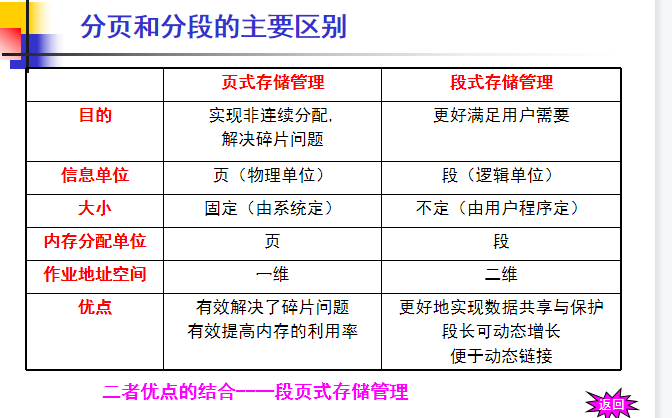 分页和分段的主要区别
页式存储管理 段式存储管理
目的 实现非连续分配, 更好满足用户需要
解决碎片问题
信息单位 页（物理单位） 段（逻辑单位）
大小 固定（由系统定） 不定（由用户程序定）
内存分配单位 页 段
作业地址空间 一维 二维
优点 有效解决了碎片问题 更好地实现数据共享与保护
有效提高内存的利用率 段长可动态增长
便于动态链接
二者优点的结合----段页式存储管理
返回